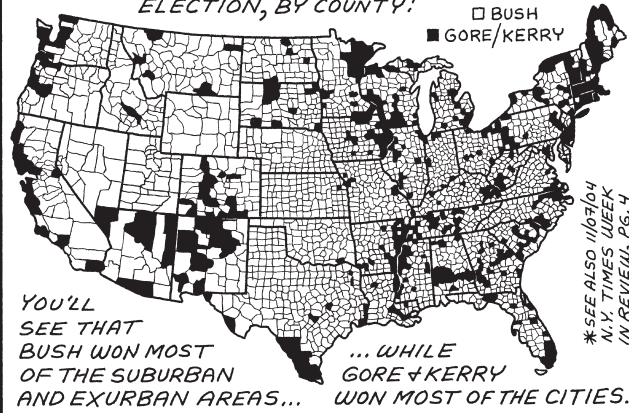 ELECTION, BY COUNTY:
□ BUSH
■ GORE/KERRY
*SEE ALSO 11/07/04
N.Y. TIMES WEEK
IN REVIEW, PG. 4
YOU'LL
SEE THAT
BUSH WON MOST
OF THE SUBURBAN
AND EXURBAN AREAS...
... WHILE
GORE & KERRY
WON MOST OF THE CITIES.